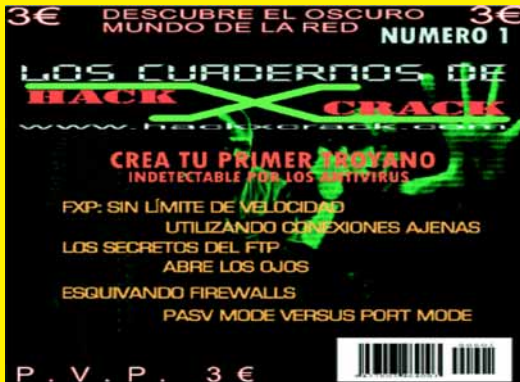 3€ DESCUBRE EL OSCURO 3€
MUNDO DE LA RED
NUMERO 1
LOS CUADERNOS DE
HACK X CRACK
www.hackxcrack.com
CREA TU PRIMER TROYANO
INDETECTABLE POR LOS ANTIVIRUS
FXP: SIN LÍMITE DE VELOCIDAD
UTILIZANDO CONEXIONES AJENAS
LOS SECRETOS DEL FTP
ABRE LOS OJOS
ESQUIVANDO FIREWALLS
PASV MODE VERSUS PORT MODE
P.V.P. 3€